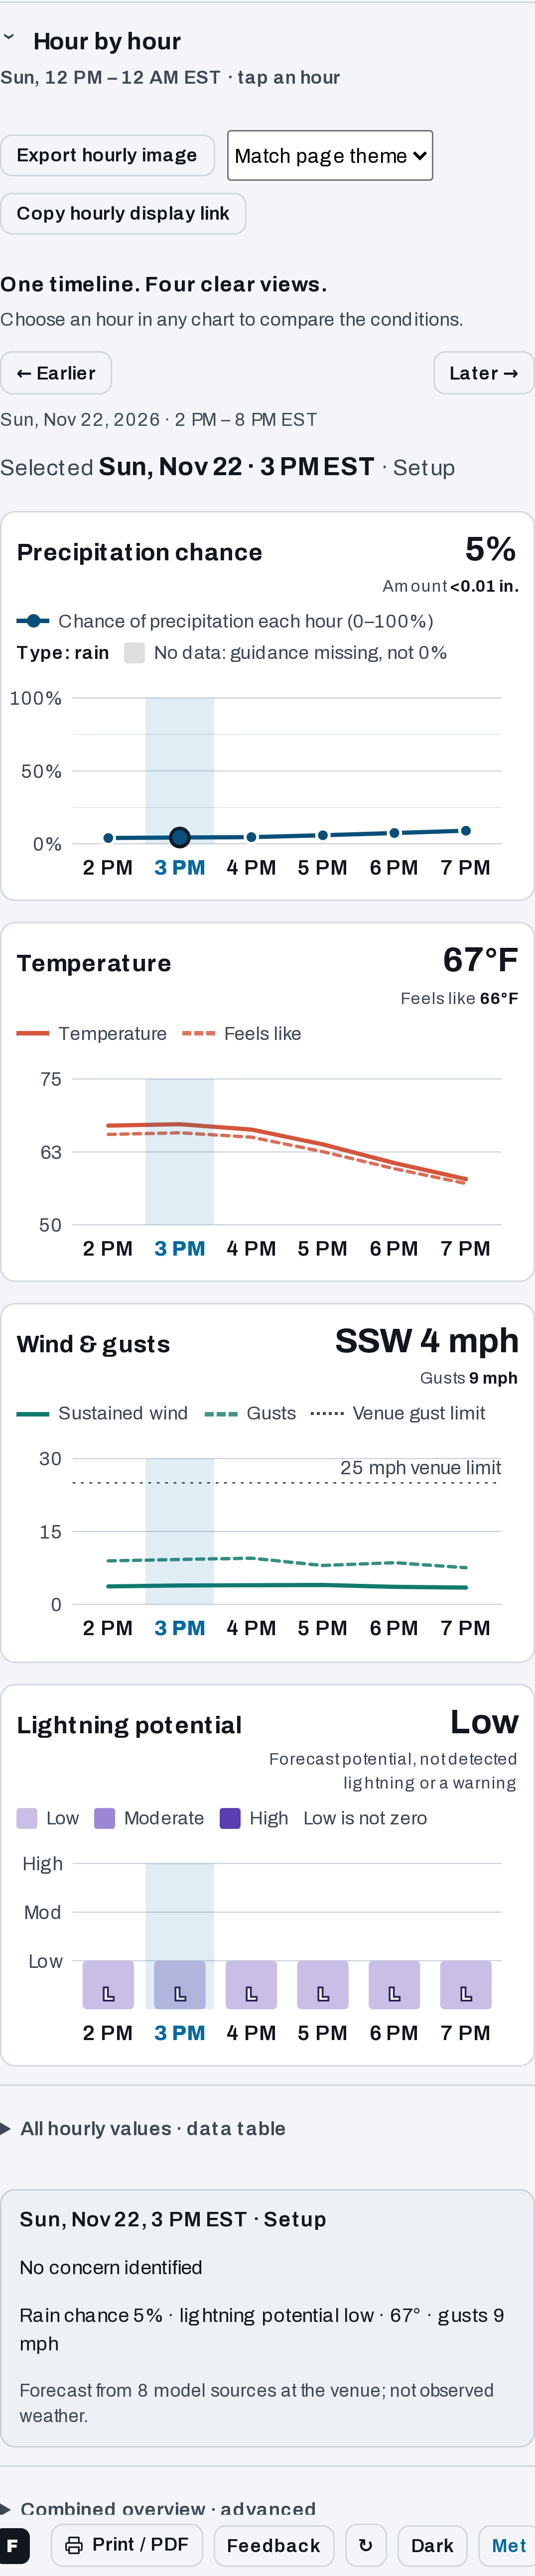 Hour by hour
Sun, 12 PM – 12 AM EST · tap an hour
Export hourly image
Match page theme
Copy hourly display link
One timeline. Four clear views.
Choose an hour in any chart to compare the conditions.
← Earlier
Later →
Sun, Nov 22, 2026 · 2 PM – 8 PM EST
Selected Sun, Nov 22 · 3 PM EST · Setup
Precipitation chance
5%
Amount <0.01 in.
Chance of precipitation each hour (0–100%)
Type: rain No data: guidance missing, not 0%
100%
50%
0%
2 PM 3 PM 4 PM 5 PM 6 PM 7 PM
Temperature
67°F
Feels like 66°F
Temperature Feels like
75
63
50
2 PM 3 PM 4 PM 5 PM 6 PM 7 PM
Wind & gusts
SSW 4 mph
Gusts 9 mph
Sustained wind Gusts Venue gust limit
30
25 mph venue limit
15
0
2 PM 3 PM 4 PM 5 PM 6 PM 7 PM
Lightning potential
Low
Forecast potential, not detected
lightning or a warning
Low Moderate High Low is not zero
High
Mod
Low
L L L L L L
2 PM 3 PM 4 PM 5 PM 6 PM 7 PM
All hourly values · data table
Sun, Nov 22, 3 PM EST · Setup
No concern identified
Rain chance 5% · lightning potential low · 67° · gusts 9
mph
Forecast from 8 model sources at the venue; not observed
weather.
Combined overview · advanced
F
Print / PDF
Feedback
↻
Dark
Met